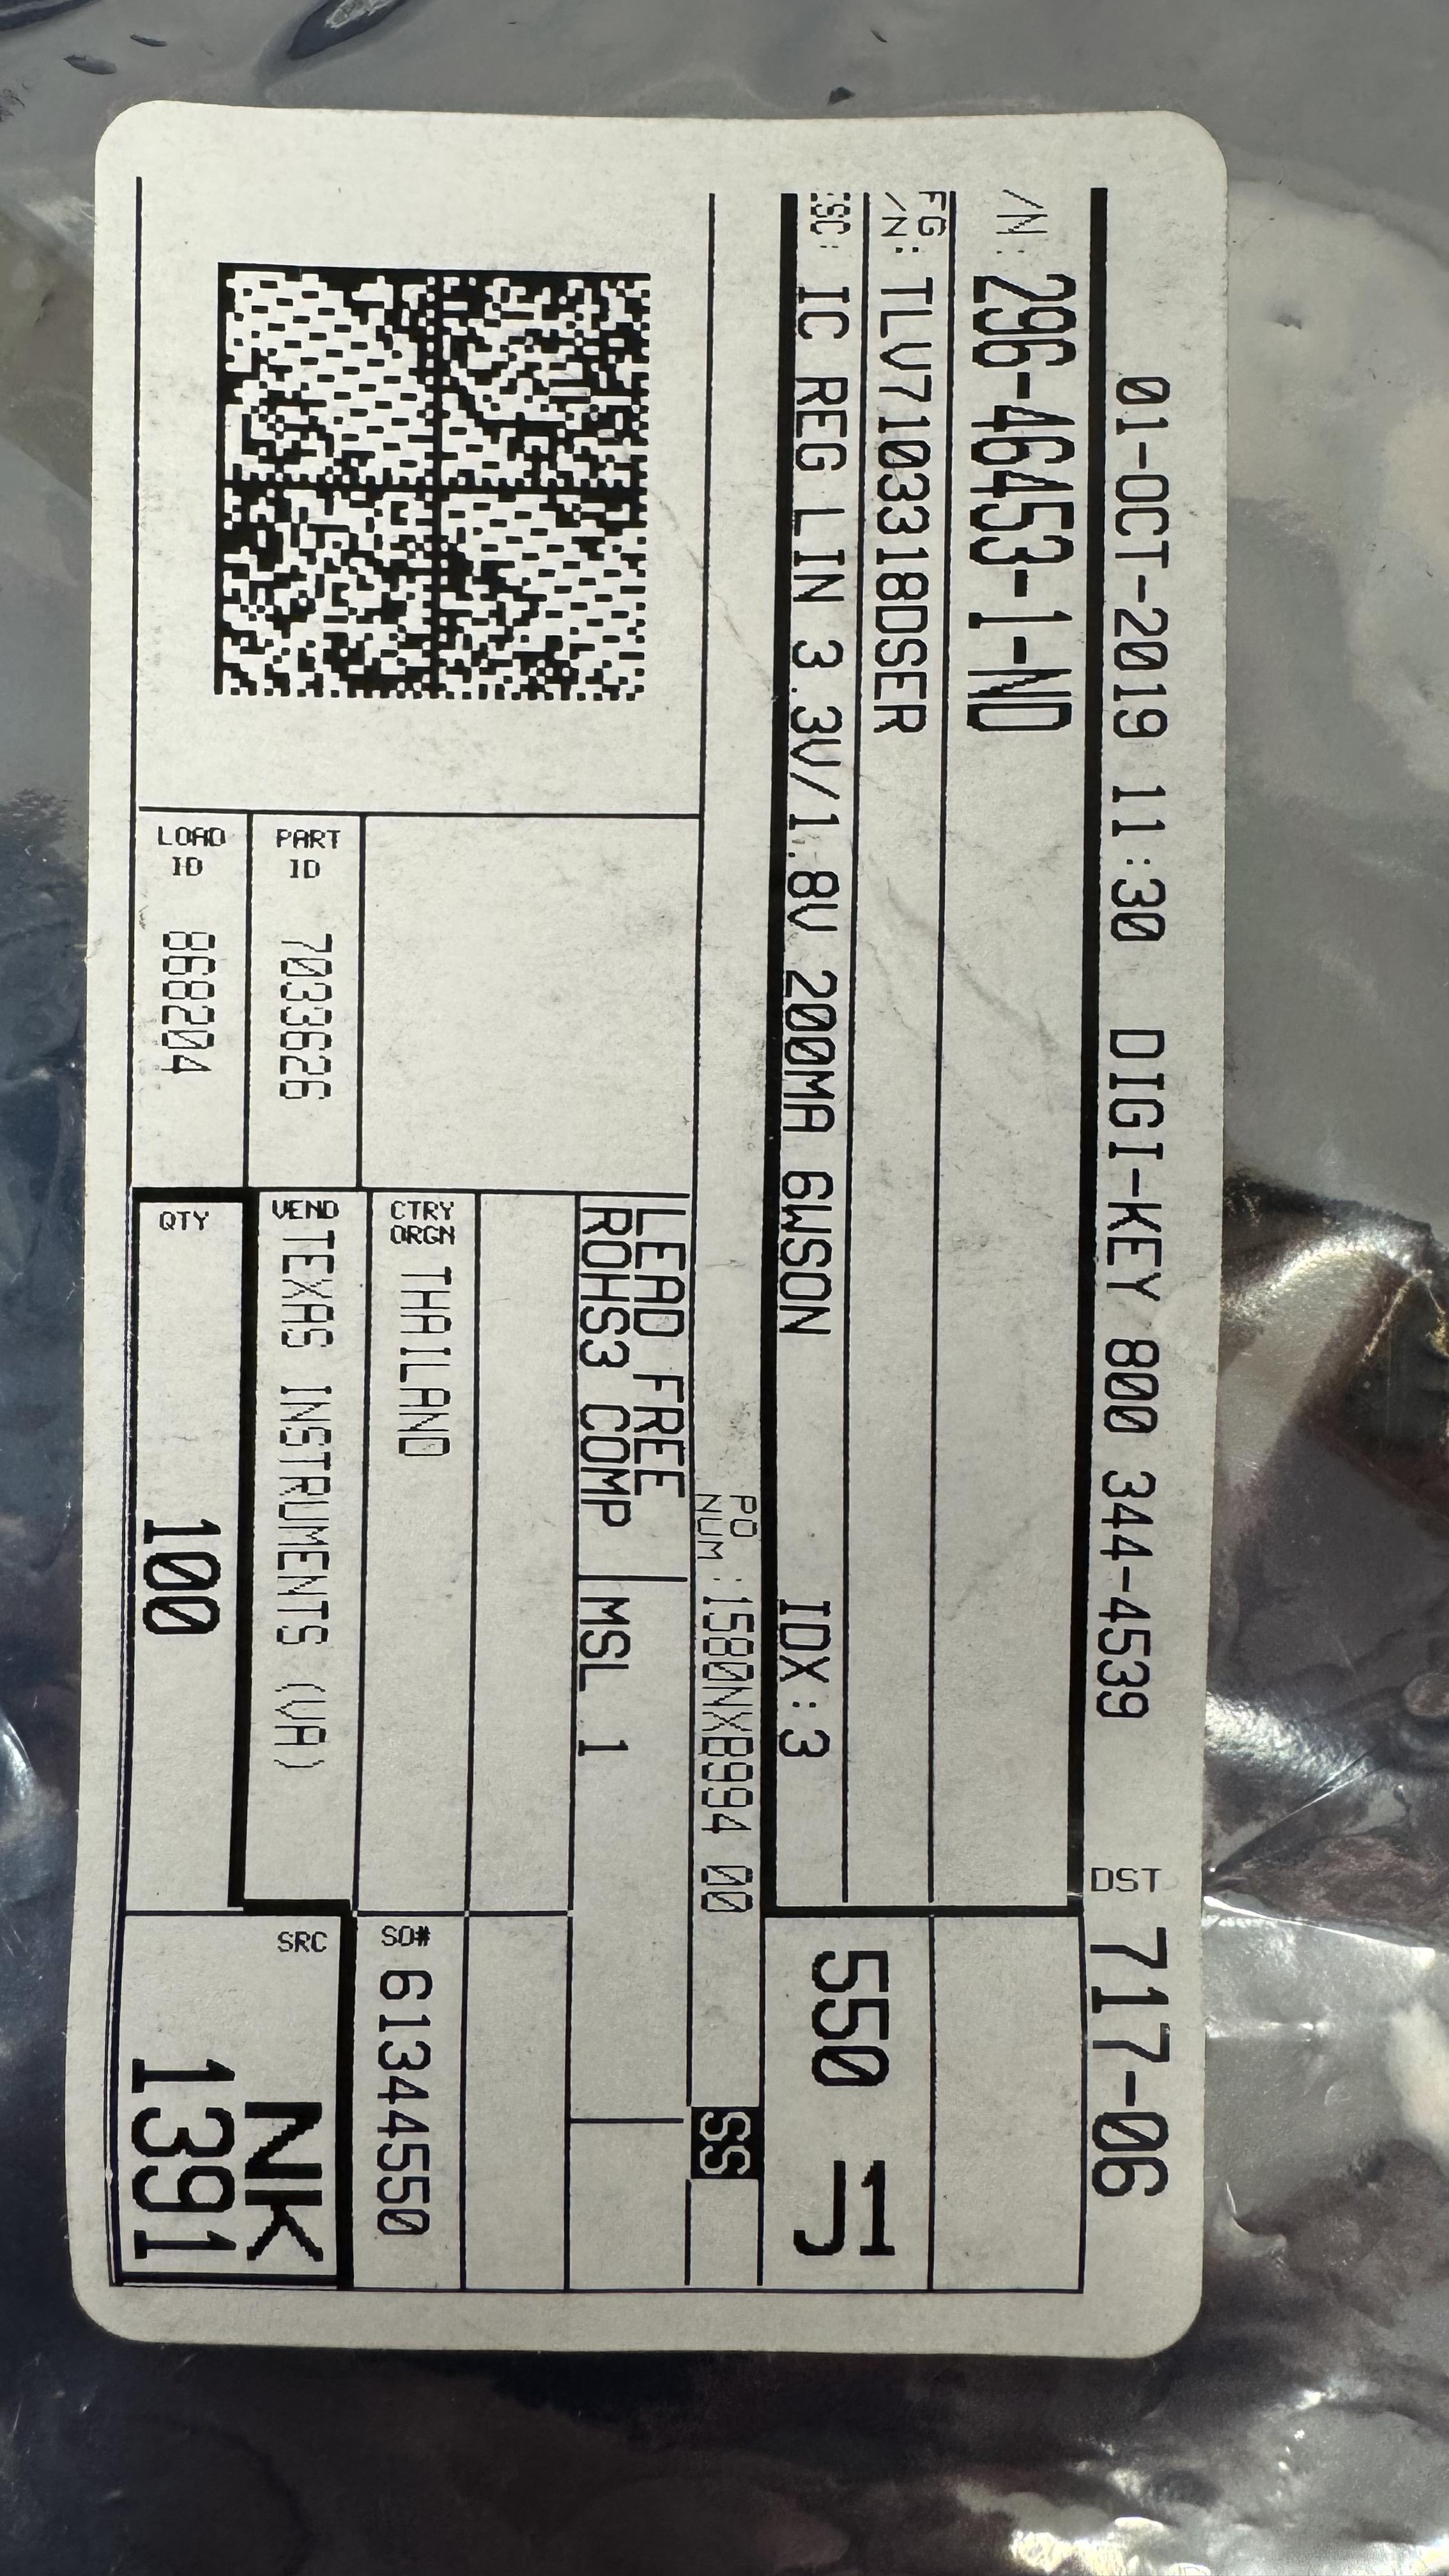 01-OCT-2019 11:30 DIGI-KEY 800 344-4539 DST 717-06
/N: 296-46453-1-ND
FG
/N: TLV7103318DSER
550 J1
SC: IC REG LIN 3.3V/1.8V 200MA 6WSON IDX:3
PO
NUM: 1580NXB994 00 SS
LEAD FREE
ROHS3 COMP MSL 1
CTRY
ORGN THAILAND SO# 61344550
PART
ID 7033626 VEND TEXAS INSTRUMENTS (VA) SRC NK
LOAD
ID 868204 QTY 100 1391